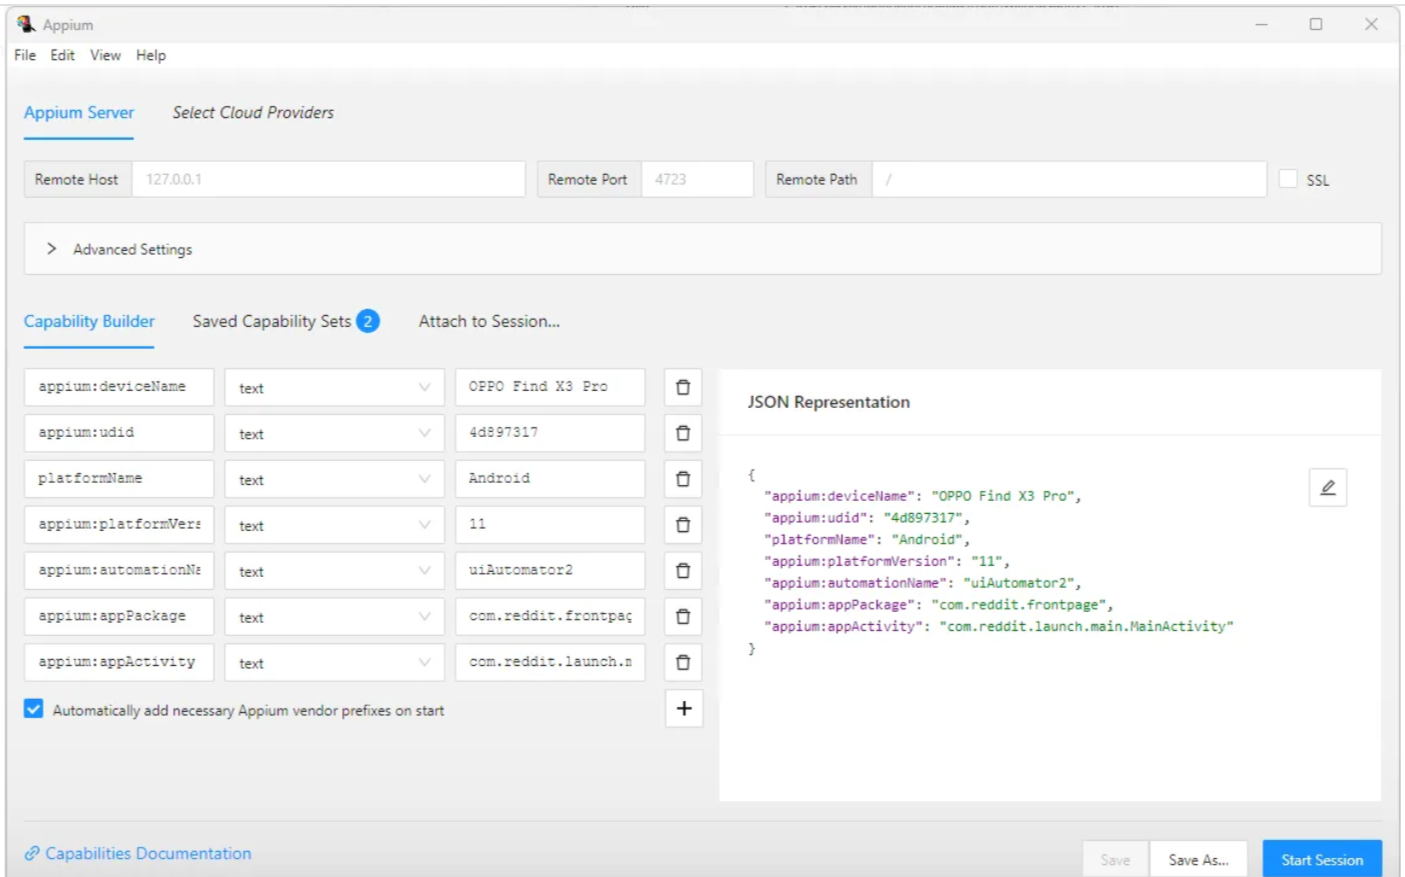 Appium
File Edit View Help
Appium Server Select Cloud Providers
Remote Host 127.0.0.1 Remote Port 4723 Remote Path / SSL
Advanced Settings
Capability Builder Saved Capability Sets 2 Attach to Session...
appium:deviceName text OPPO Find X3 Pro
appium:udid text 4d897317
platformName text Android
appium:platformVers text 11
appium:automationNa text uiAutomator2
appium:appPackage text com.reddit.frontpag
appium:appActivity text com.reddit.launch.m
Automatically add necessary Appium vendor prefixes on start
JSON Representation
{
"appium:deviceName": "OPPO Find X3 Pro",
"appium:udid": "4d897317",
"platformName": "Android",
"appium:platformVersion": "11",
"appium:automationName": "uiAutomator2",
"appium:appPackage": "com.reddit.frontpage",
"appium:appActivity": "com.reddit.launch.main.MainActivity"
}
Capabilities Documentation
Save Save As... Start Session